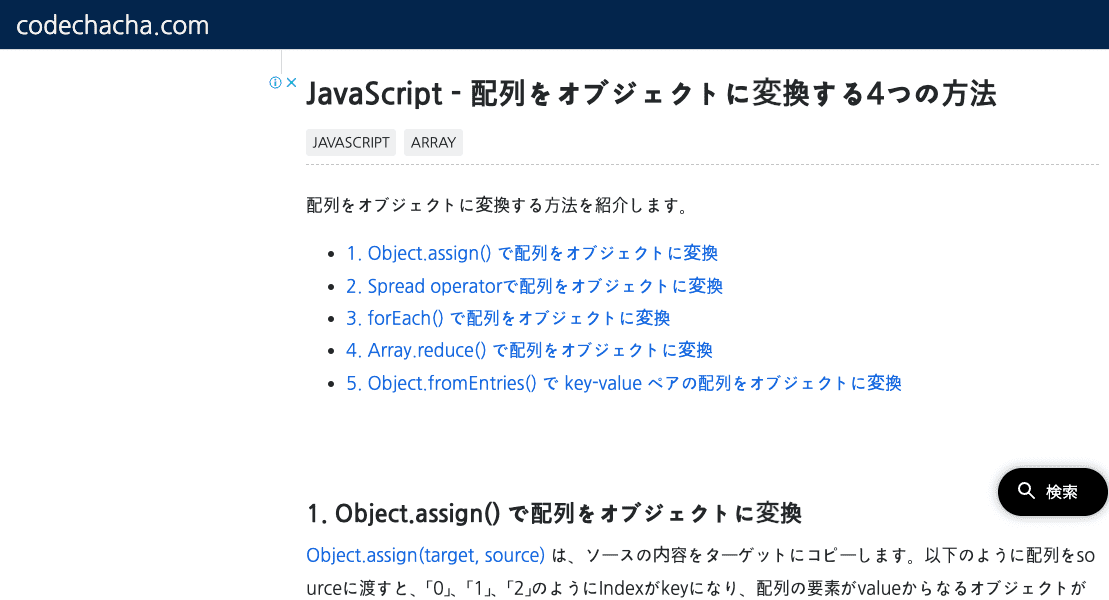 codechacha.com
JavaScript - 配列をオブジェクトに変換する4つの方法
JAVASCRIPT ARRAY
配列をオブジェクトに変換する方法を紹介します。
1. Object.assign() で配列をオブジェクトに変換
2. Spread operatorで配列をオブジェクトに変換
3. forEach() で配列をオブジェクトに変換
4. Array.reduce() で配列をオブジェクトに変換
5. Object.fromEntries() で key-value ペアの配列をオブジェクトに変換
検索
1. Object.assign() で配列をオブジェクトに変換
Object.assign(target, source) は、ソースの内容をターゲットにコピーします。以下のように配列をso
urceに渡すと、「0」、「1」、「2」のようにIndexがkeyになり、配列の要素がvalueからなるオブジェクトが